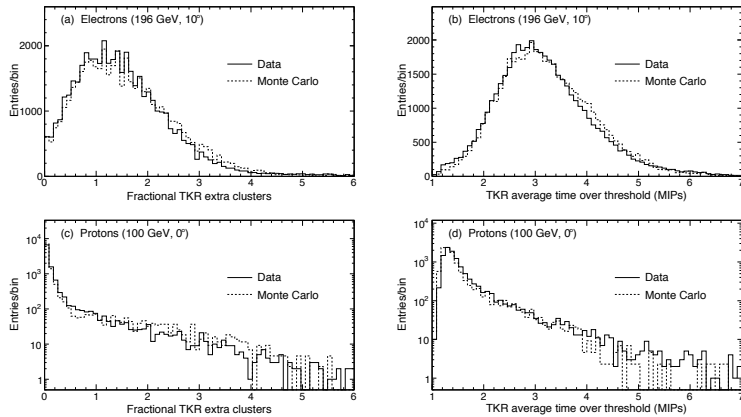 (a) Electrons (196 GeV, 10°)
Entries/bin
2000
1000
0
Data
Monte Carlo
0 1 2 3 4 5 6
Fractional TKR extra clusters
(b) Electrons (196 GeV, 10°)
Entries/bin
2000
1500
1000
500
0
Data
Monte Carlo
1 2 3 4 5 6 7
TKR average time over threshold (MIPs)
(c) Protons (100 GeV, 0°)
Entries/bin
10⁴
10³
10²
10
1
Data
Monte Carlo
0 1 2 3 4 5 6
Fractional TKR extra clusters
(d) Protons (100 GeV, 0°)
Entries/bin
10⁴
10³
10²
10
1
Data
Monte Carlo
1 2 3 4 5 6 7
TKR average time over threshold (MIPs)